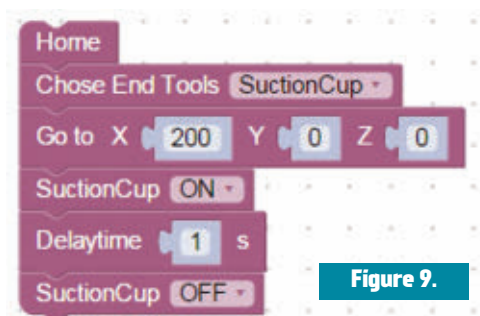 Home
Chose End Tools SuctionCup
Go to X 200 Y 0 Z 0
SuctionCup ON
Delaytime 1 s
SuctionCup OFF
Figure 9.